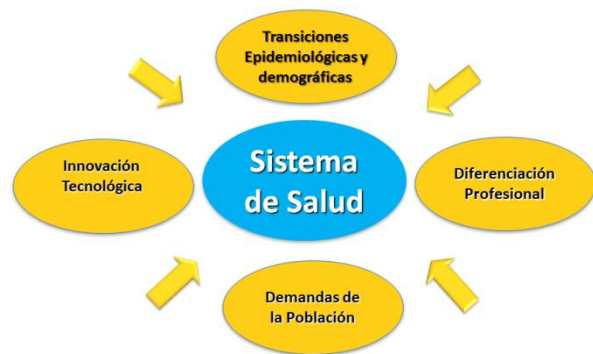 Transiciones
Epidemiológicas y
demográficas
Innovación
Tecnológica
Sistema
de Salud
Diferenciación
Profesional
Demandas de
la Población